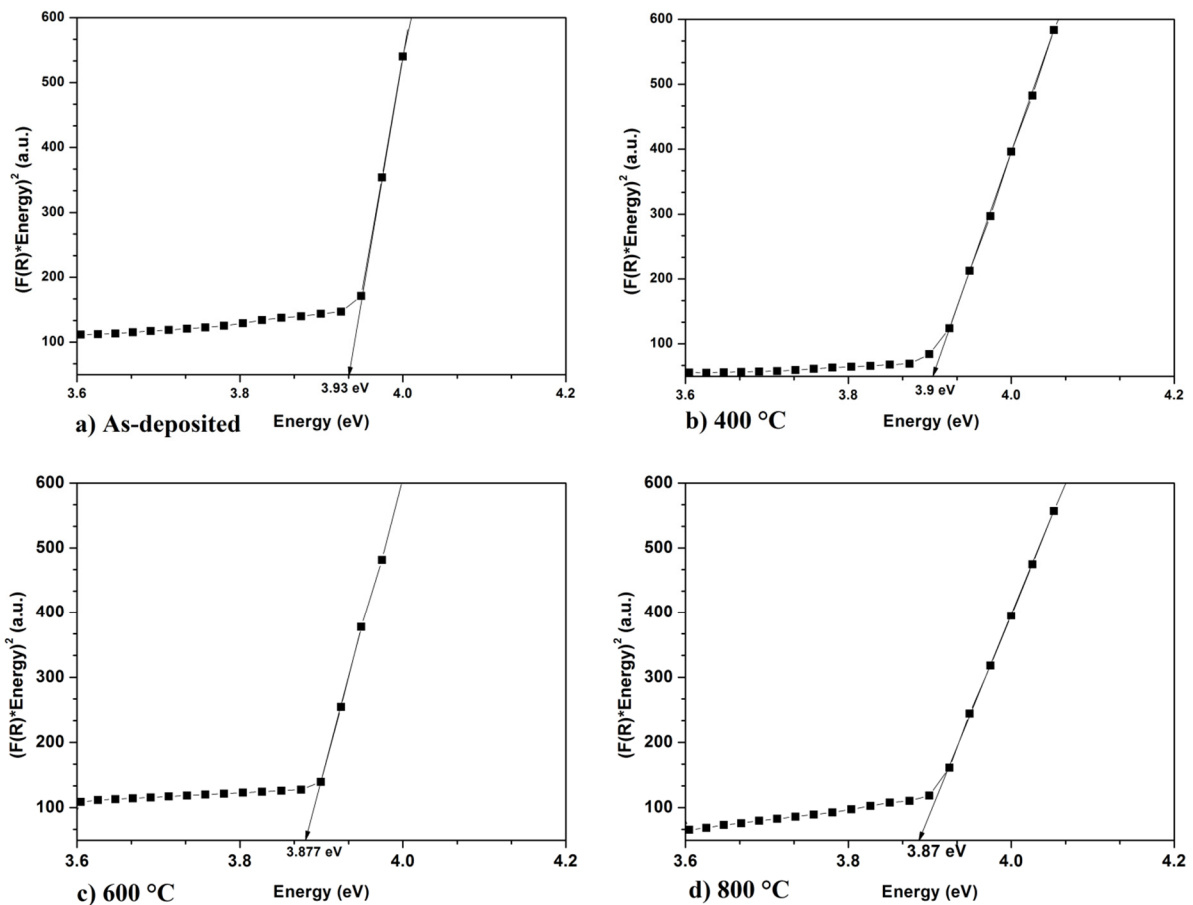 600
500
400
300
200
100
(F(R)*Energy)² (a.u.)
3.93 eV
3.6 3.8 4.0 4.2
Energy (eV)
a) As-deposited
600
500
400
300
200
100
(F(R)*Energy)² (a.u.)
3.9 eV
3.6 3.8 4.0 4.2
Energy (eV)
b) 400 °C
600
500
400
300
200
100
(F(R)*Energy)² (a.u.)
3.877 eV
3.6 3.8 4.0 4.2
Energy (eV)
c) 600 °C
600
500
400
300
200
100
(F(R)*Energy)² (a.u.)
3.87 eV
3.6 3.8 4.0 4.2
Energy (eV)
d) 800 °C